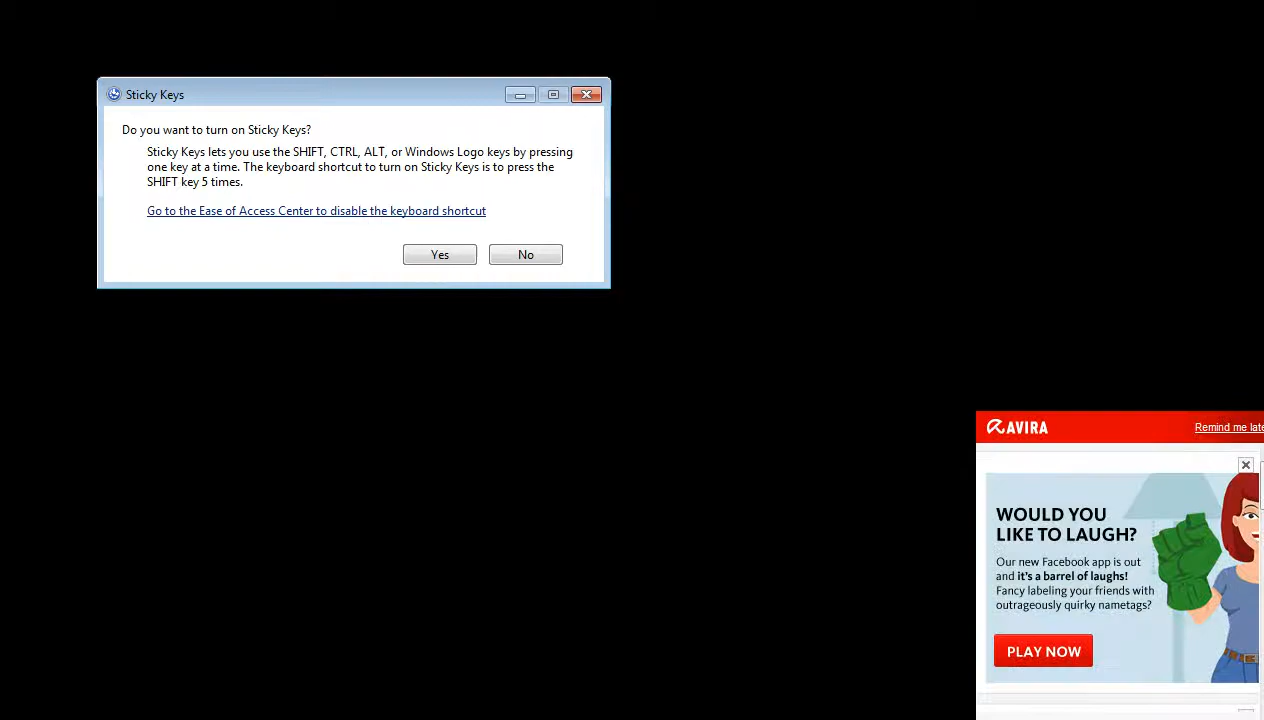 Sticky Keys
Do you want to turn on Sticky Keys?
Sticky Keys lets you use the SHIFT, CTRL, ALT, or Windows Logo keys by pressing
one key at a time. The keyboard shortcut to turn on Sticky Keys is to press the
SHIFT key 5 times.
Go to the Ease of Access Center to disable the keyboard shortcut
Yes No
AVIRA Remind me late
WOULD YOU
LIKE TO LAUGH?
Our new Facebook app is out
and it's a barrel of laughs!
Fancy labeling your friends with
outrageously quirky nametags?
PLAY NOW